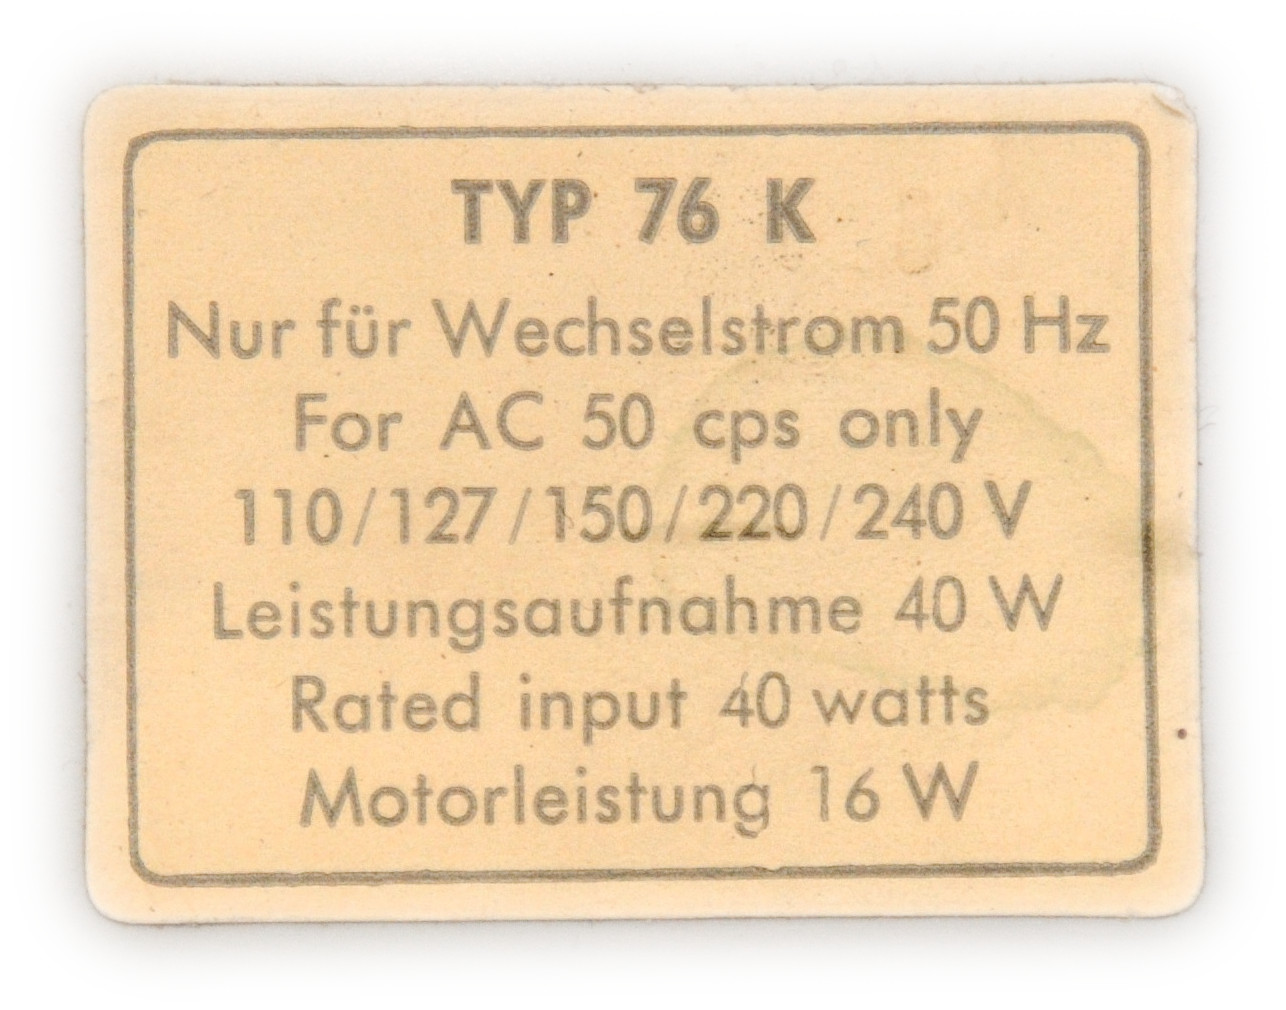 TYP 76 K
Nur für Wechselstrom 50 Hz
For AC 50 cps only
110/127/150/220/240 V
Leistungsaufnahme 40 W
Rated input 40 watts
Motorleistung 16 W